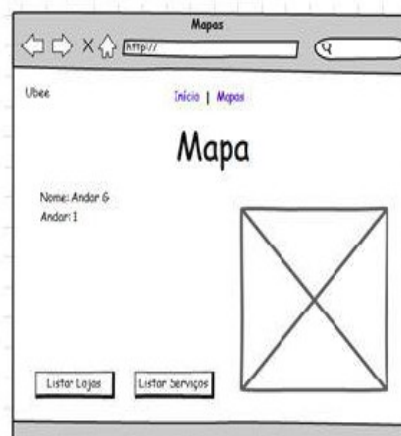 Mapas
http://
Ubee
Início | Mapas
Mapa
Nome: Andar G
Andar: 1
Listar Lojas
Listar Serviços